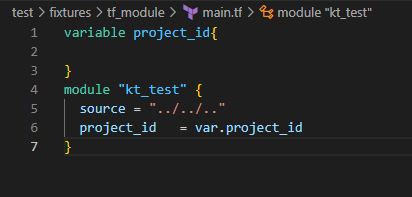 test > fixtures > tf_module > main.tf > module "kt_test"
1 variable project_id{
2
3 }
4 module "kt_test" {
5 source = "../../.."
6 project_id   = var.project_id
7 }